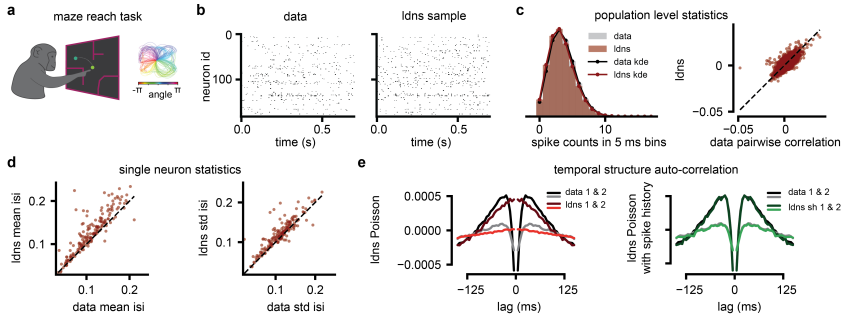 a
maze reach task
-π
π
angle
b
data
ldns sample
neuron id
0
100
0.0
0.5
time (s)
0.0
0.5
time (s)
c
population level statistics
data
ldns
data kde
ldns kde
0
10
spike counts in 5 ms bins
ldns
0
−0.05
−0.05
0
data pairwise correlation
d
single neuron statistics
ldns mean isi
0.2
0.1
0.1
0.2
data mean isi
ldns std isi
0.2
0.1
0.1
0.2
data std isi
e
temporal structure auto-correlation
ldns Poisson
0.0005
0.0000
−0.0005
data 1 & 2
ldns 1 & 2
−125
0
125
lag (ms)
ldns Poisson
with spike history
data 1 & 2
ldns sh 1 & 2
−125
0
125
lag (ms)